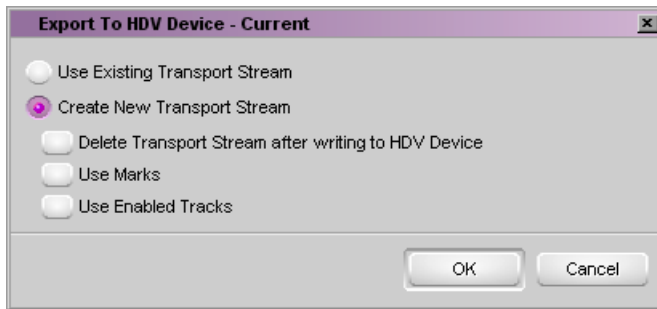 Export To HDV Device - Current
Use Existing Transport Stream
Create New Transport Stream
Delete Transport Stream after writing to HDV Device
Use Marks
Use Enabled Tracks
OK Cancel